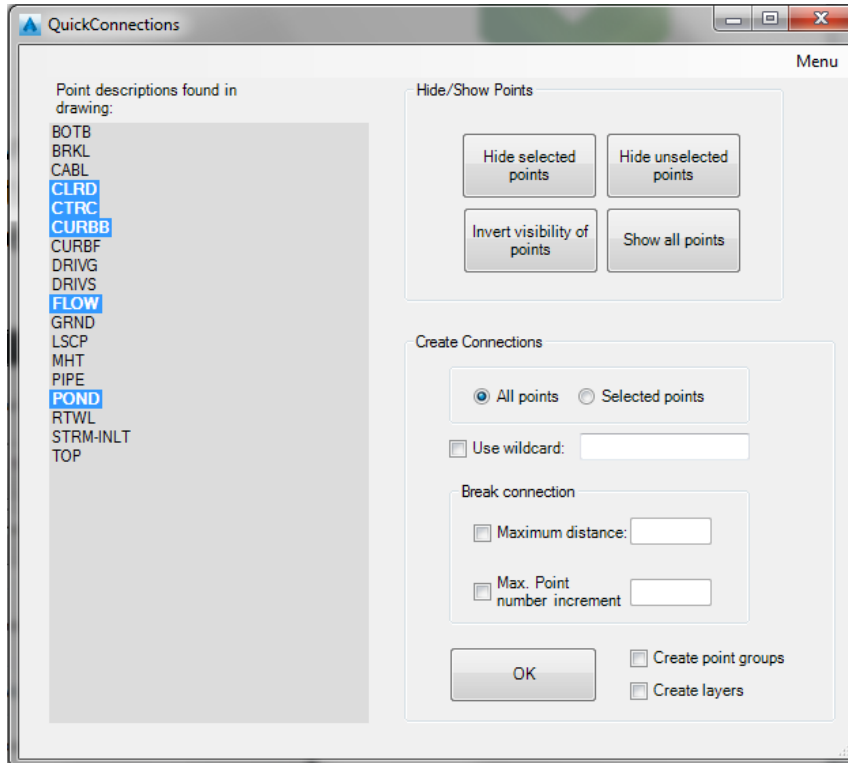 QuickConnections
Menu
Point descriptions found in
drawing:
BOTB
BRKL
CABL
CLRD
CTRC
CURBB
CURBF
DRIVG
DRIVS
FLOW
GRND
LSCP
MHT
PIPE
POND
RTWL
STRM-INLT
TOP
Hide/Show Points
Hide selected
points
Hide unselected
points
Invert visibility of
points
Show all points
Create Connections
All points
Selected points
Use wildcard:
Break connection
Maximum distance:
Max. Point
number increment
OK
Create point groups
Create layers